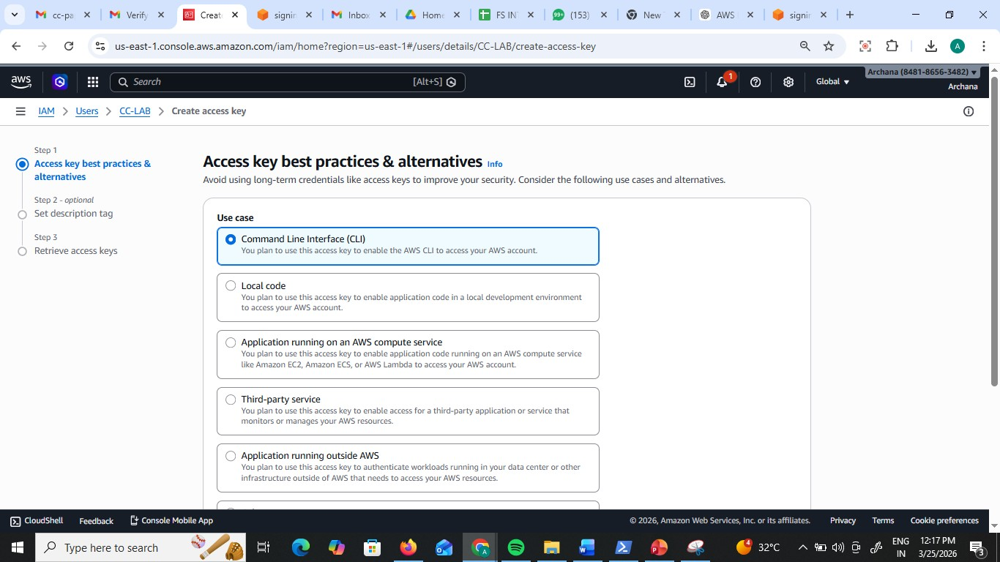 cc-pa
Verify
Creat
signir
Inbox
Home
FS IN
99+
(153)
New
AWS
signir
us-east-1.console.aws.amazon.com/iam/home?region=us-east-1#/users/details/CC-LAB/create-access-key
A
aws
Search
[Alt+S]
1
Global
Archana (8481-8656-3482)
Archana
IAM
Users
CC-LAB
Create access key
Step 1
Access key best practices &
alternatives
Step 2 - optional
Set description tag
Step 3
Retrieve access keys
Access key best practices & alternatives Info
Avoid using long-term credentials like access keys to improve your security. Consider the following use cases and alternatives.
Use case
Command Line Interface (CLI)
You plan to use this access key to enable the AWS CLI to access your AWS account.
Local code
You plan to use this access key to enable application code in a local development environment
to access your AWS account.
Application running on an AWS compute service
You plan to use this access key to enable application code running on an AWS compute service
like Amazon EC2, Amazon ECS, or AWS Lambda to access your AWS account.
Third-party service
You plan to use this access key to enable access for a third-party application or service that
monitors or manages your AWS resources.
Application running outside AWS
You plan to use this access key to authenticate workloads running in your data center or other
infrastructure outside of AWS that needs to access your AWS resources.
CloudShell
Feedback
Console Mobile App
© 2026, Amazon Web Services, Inc. or its affiliates.
Privacy
Terms
Cookie preferences
Type here to search
4
32°C
ENG
IN
12:17 PM
3/25/2026
3